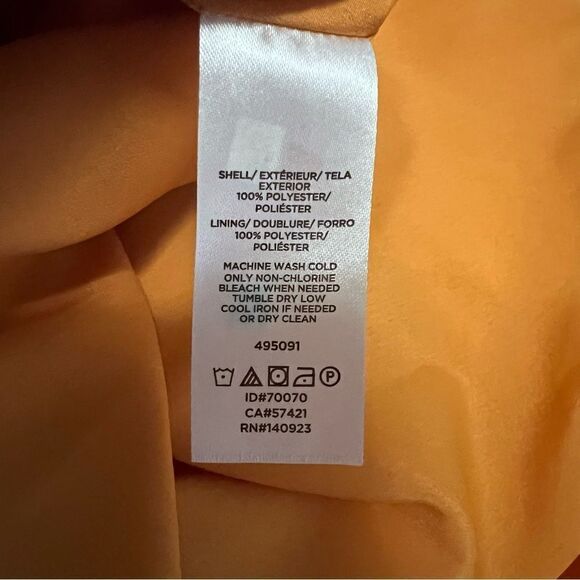 SHELL/ EXTÉRIEUR/ TELA
EXTERIOR
100% POLYESTER/
POLIÉSTER
LINING/ DOUBLURE/ FORRO
100% POLYESTER/
POLIÉSTER
MACHINE WASH COLD
ONLY NON-CHLORINE
BLEACH WHEN NEEDED
TUMBLE DRY LOW
COOL IRON IF NEEDED
OR DRY CLEAN
495091
P
ID#70070
CA#57421
RN#140923